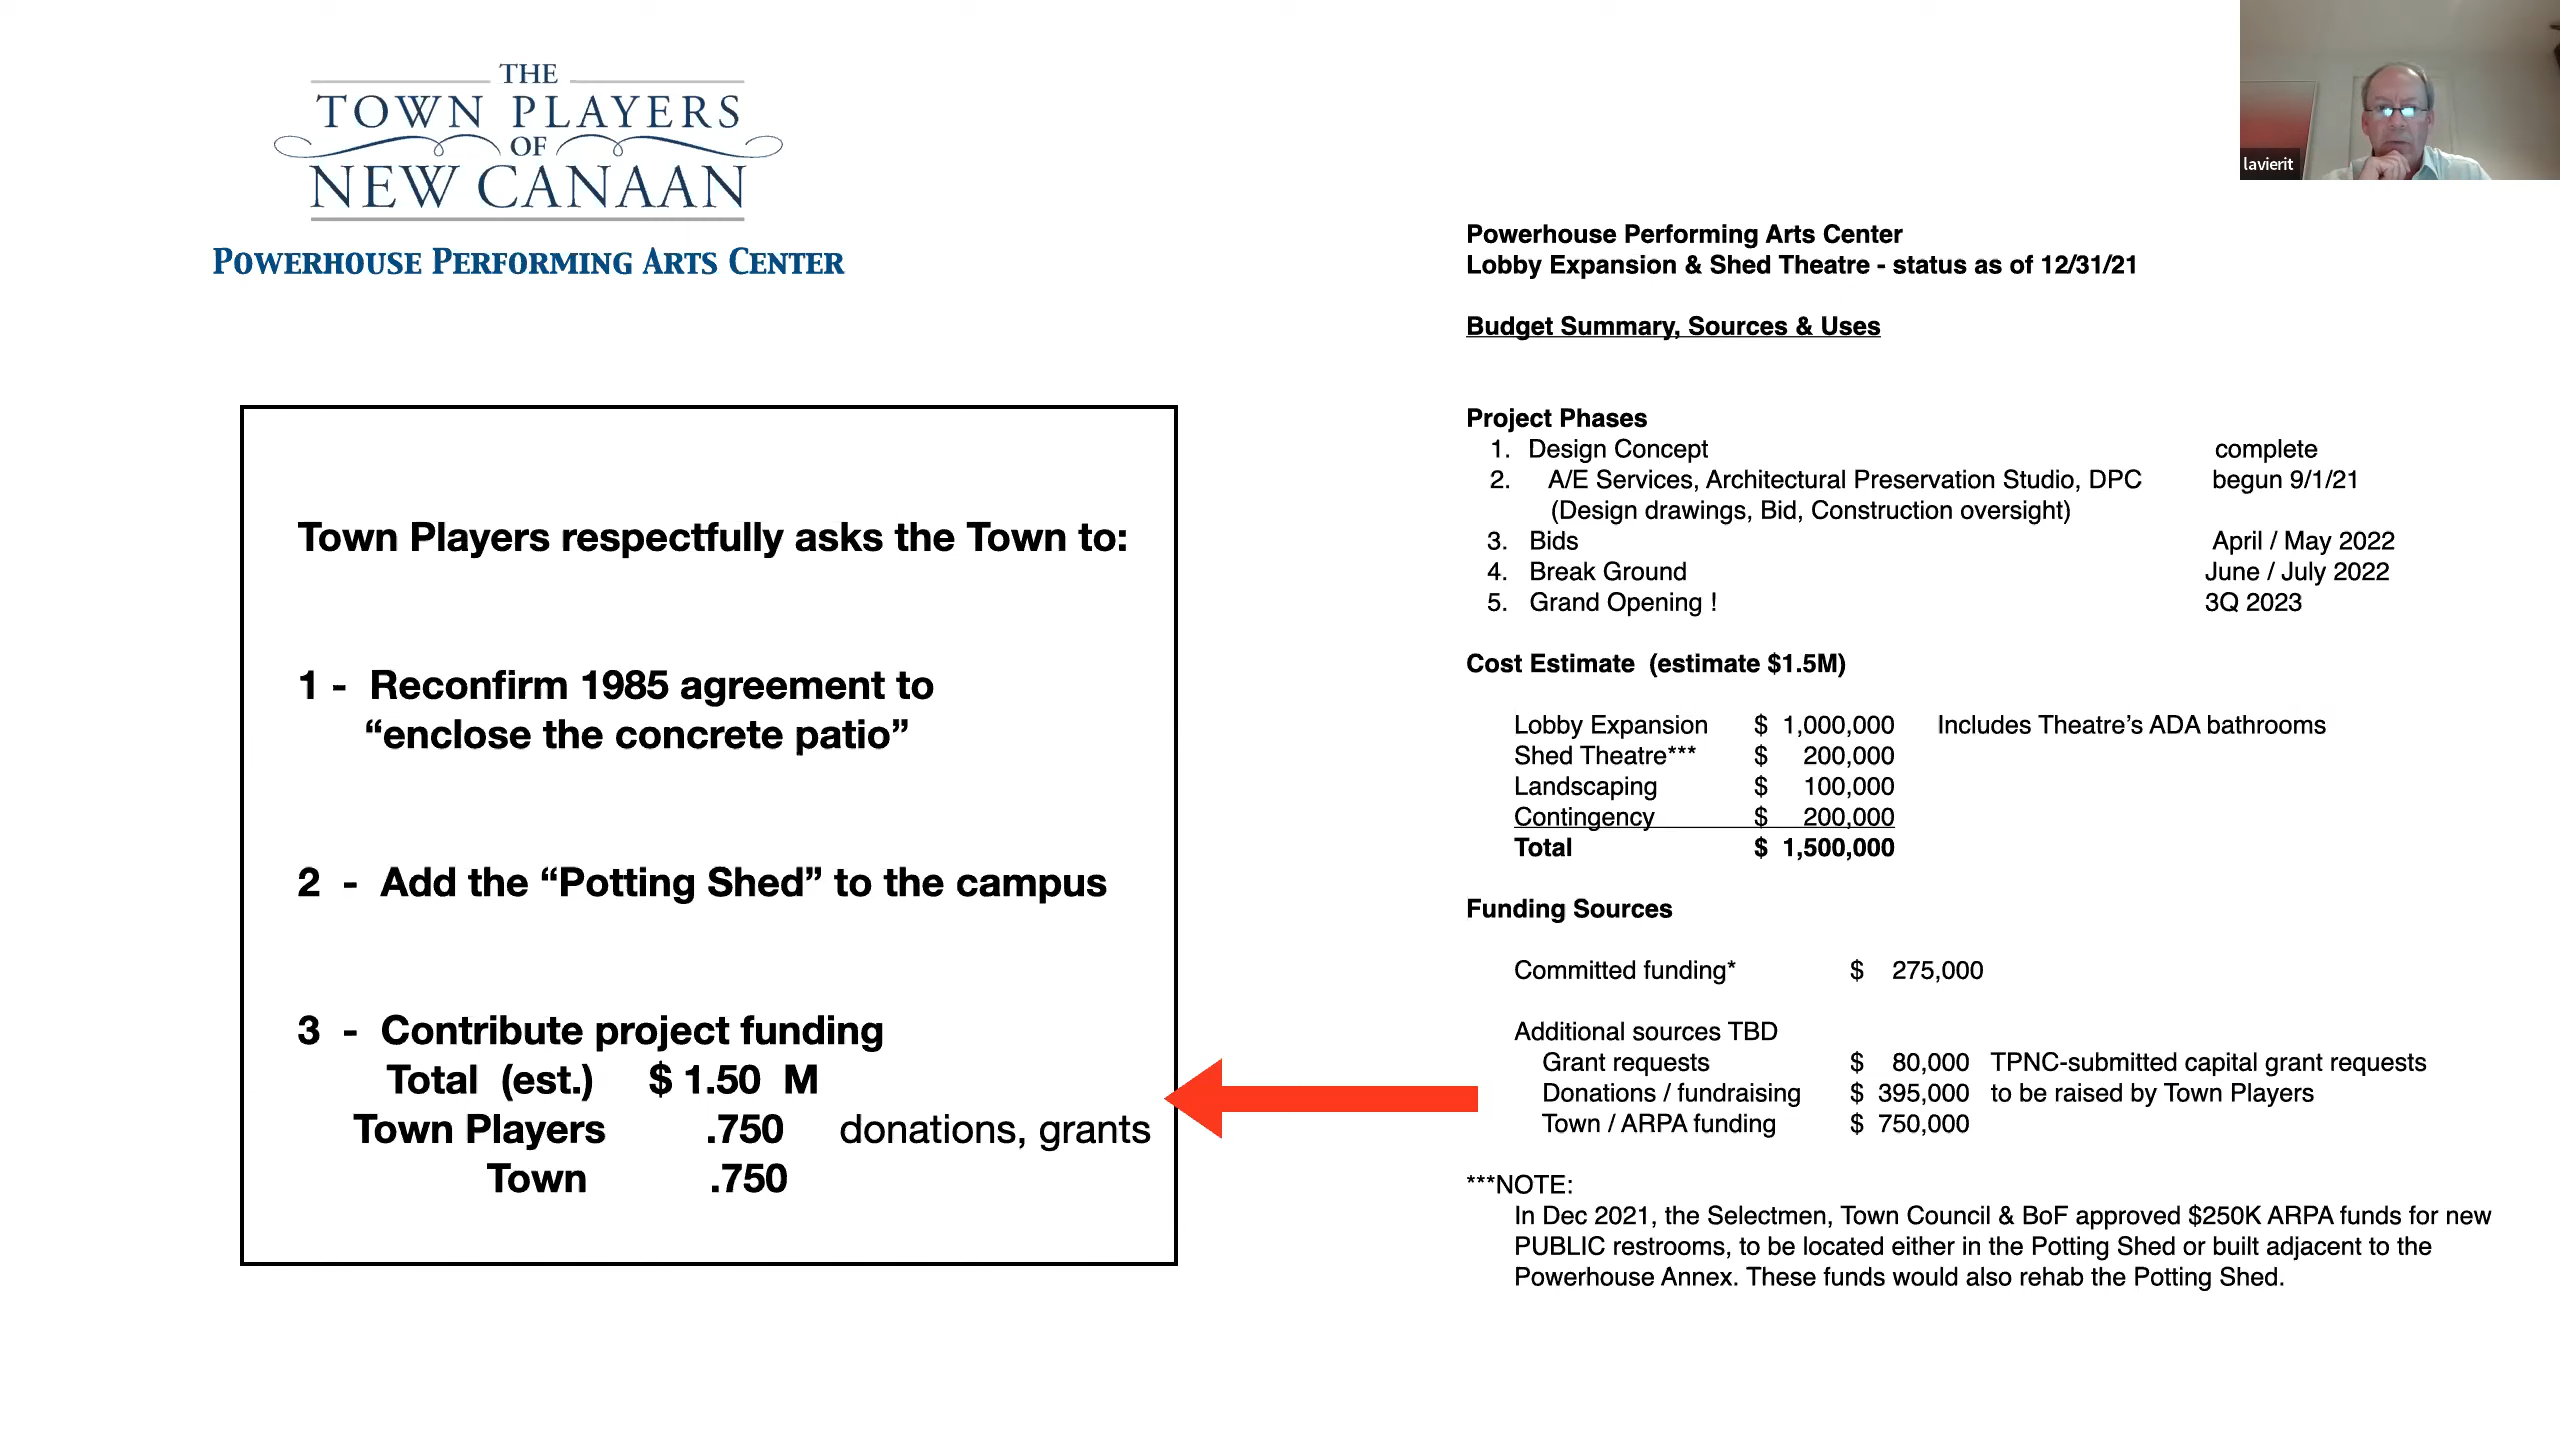 THE
TOWN PLAYERS
OF
NEW CANAAN
POWERHOUSE PERFORMING ARTS CENTER
Town Players respectfully asks the Town to:
1 - Reconfirm 1985 agreement to
“enclose the concrete patio”
2 - Add the “Potting Shed” to the campus
3 - Contribute project funding
Total (est.) $ 1.50 M
Town Players .750 donations, grants
Town .750
lavierit
Powerhouse Performing Arts Center
Lobby Expansion & Shed Theatre - status as of 12/31/21
Budget Summary, Sources & Uses
Project Phases
1. Design Concept complete
2. A/E Services, Architectural Preservation Studio, DPC begun 9/1/21
(Design drawings, Bid, Construction oversight)
3. Bids April / May 2022
4. Break Ground June / July 2022
5. Grand Opening ! 3Q 2023
Cost Estimate (estimate $1.5M)
Lobby Expansion $ 1,000,000 Includes Theatre’s ADA bathrooms
Shed Theatre*** $ 200,000
Landscaping $ 100,000
Contingency $ 200,000
Total $ 1,500,000
Funding Sources
Committed funding* $ 275,000
Additional sources TBD
Grant requests $ 80,000 TPNC-submitted capital grant requests
Donations / fundraising $ 395,000 to be raised by Town Players
Town / ARPA funding $ 750,000
***NOTE:
In Dec 2021, the Selectmen, Town Council & BoF approved $250K ARPA funds for new
PUBLIC restrooms, to be located either in the Potting Shed or built adjacent to the
Powerhouse Annex. These funds would also rehab the Potting Shed.